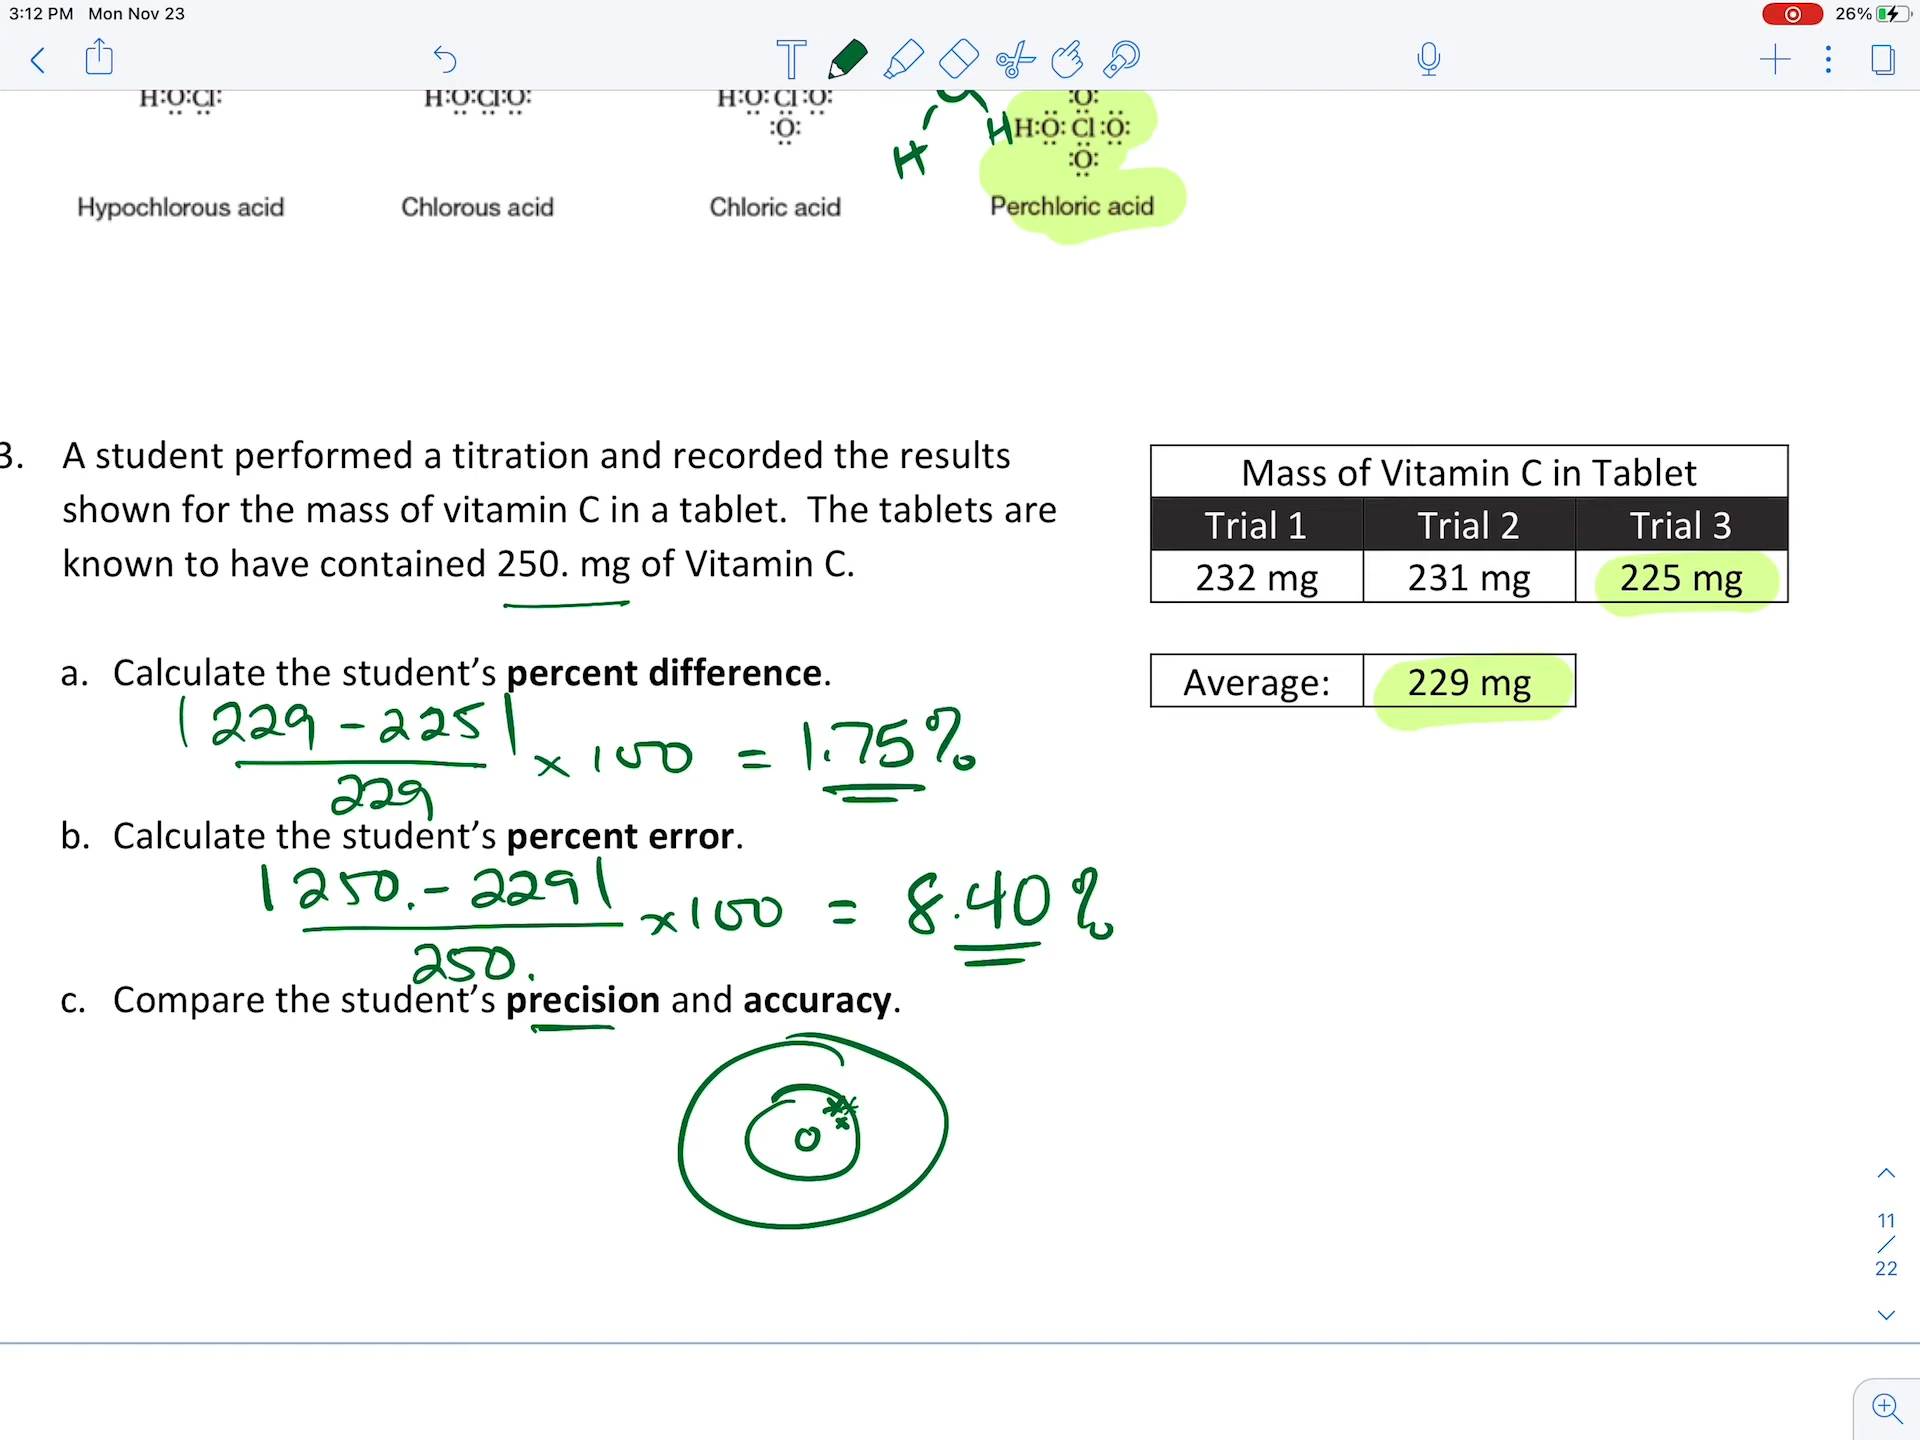 3:12 PM Mon Nov 23
26%
T
H:O:Cl:
H:O:Cl:O:
H:O:Cl:O:
:O:
:O:
H
H
H:O:Cl:O:
:O:
Hypochlorous acid
Chlorous acid
Chloric acid
Perchloric acid
3. A student performed a titration and recorded the results
shown for the mass of vitamin C in a tablet. The tablets are
known to have contained 250. mg of Vitamin C.
Mass of Vitamin C in Tablet
Trial 1 Trial 2 Trial 3
232 mg 231 mg 225 mg
Average: 229 mg
a. Calculate the student’s percent difference.
|229 - 225|
x 100 = 1.75%
229
b. Calculate the student’s percent error.
|250. - 229|
x 100 = 8.40%
250.
c. Compare the student’s precision and accuracy.
11
/
22